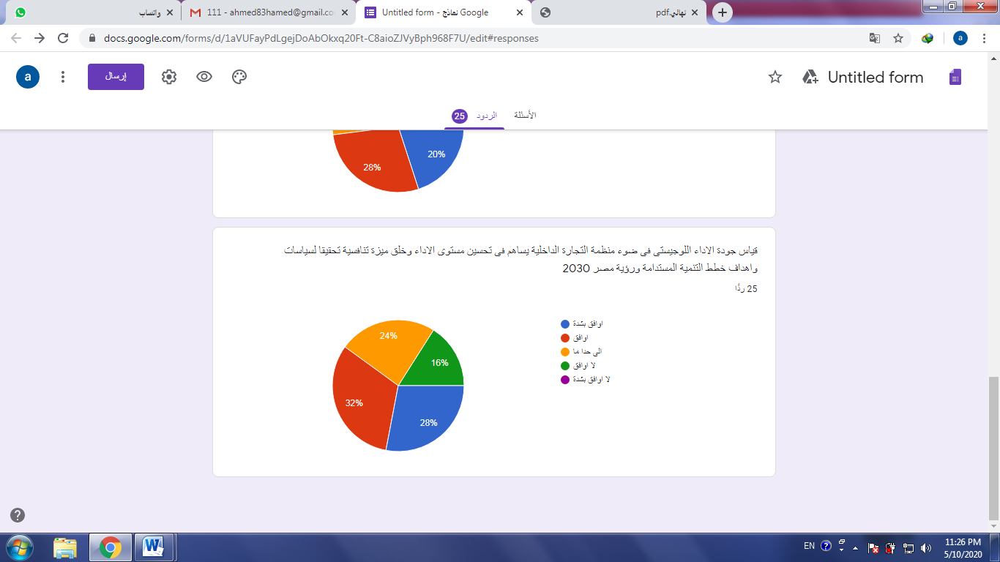 واتساب
111 - ahmed83hamed@gmail.co
Untitled form - نماذج Google
نهائي.pdf
docs.google.com/forms/d/1aVUFayPdLgejDoAbOkxq20Ft-C8aioZJVyBph968F7U/edit#responses
a
a
إرسال
Untitled form
الأسئلة
الردود
25
20%
28%
قياس جودة الاداء اللوجيستى فى ضوء منظمة التجارة الداخلية يساهم فى تحسين مستوى الاداء وخلق ميزة تنافسية تحقيقا لسياسات
واهداف خطط التنمية المستدامة ورؤية مصر 2030
25 ردًا
اوافق بشدة
اوافق
الى حدا ما
لا اوافق
لا اوافق بشدة
24%
16%
32%
28%
EN
11:26 PM
5/10/2020